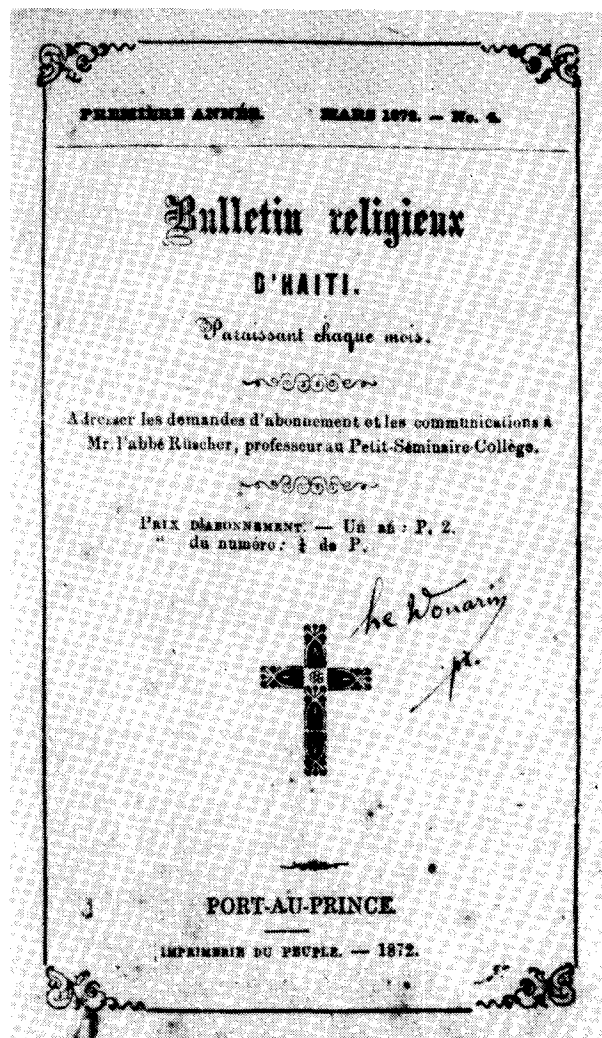 PREMIÈRE ANNÉE. MARS 1872. — No. 4.
Bulletin religieux
D'HAITI.
Paraissant chaque mois.
Adresser les demandes d'abonnement et les communications à
Mr. l'abbé Rüscher, professeur au Petit-Séminaire-Collège.
PRIX D'ABONNEMENT. — Un an : P. 2.
" du numéro : ¼ de P.
Le Douarin
pr.
PORT-AU-PRINCE.
IMPRIMERIE DU PEUPLE. — 1872.